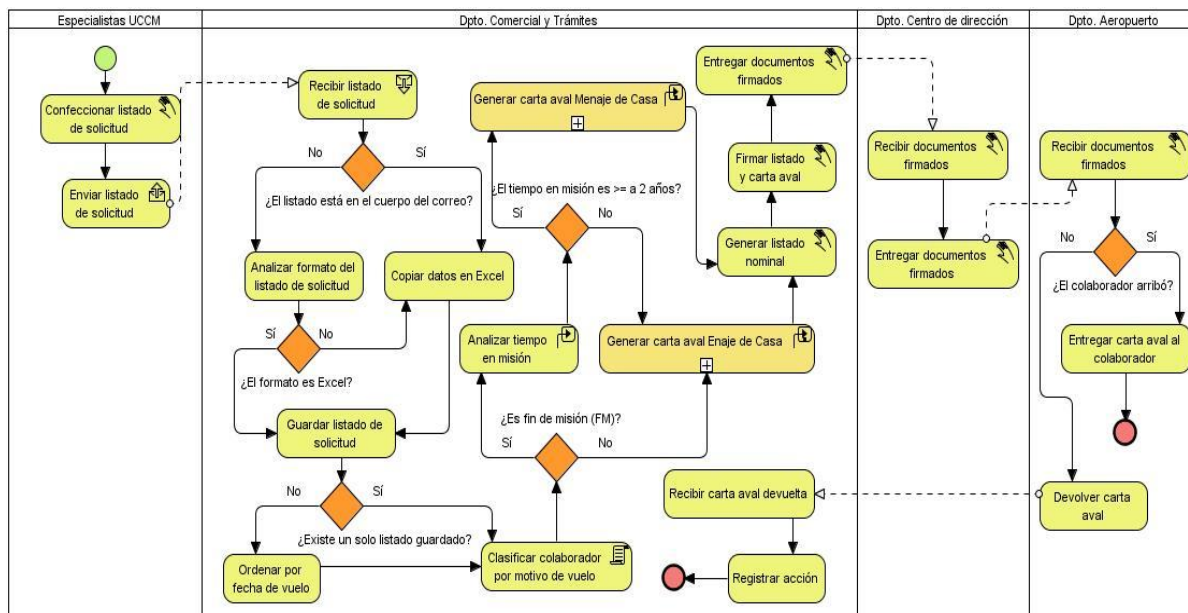 Especialistas UCCM
Dpto. Comercial y Trámites
Dpto. Centro de dirección
Dpto. Aeropuerto
Confeccionar listado
de solicitud
Enviar listado
de solicitud
Recibir listado
de solicitud
No
Sí
¿El listado está en el cuerpo del correo?
Analizar formato del
listado de solicitud
Copiar datos en Excel
Sí
No
¿El formato es Excel?
Guardar listado de
solicitud
No
Sí
¿Existe un solo listado guardado?
Ordenar por
fecha de vuelo
Clasificar colaborador
por motivo de vuelo
¿Es fin de misión (FM)?
Sí
No
Analizar tiempo
en misión
¿El tiempo en misión es >= a 2 años?
Sí
No
Generar carta aval Menaje de Casa
Generar carta aval Enaje de Casa
Generar listado
nominal
Firmar listado
y carta aval
Entregar documentos
firmados
Recibir documentos
firmados
Entregar documentos
firmados
Recibir documentos
firmados
No
Sí
¿El colaborador arribó?
Entregar carta aval al
colaborador
Devolver carta
aval
Recibir carta aval devuelta
Registrar acción